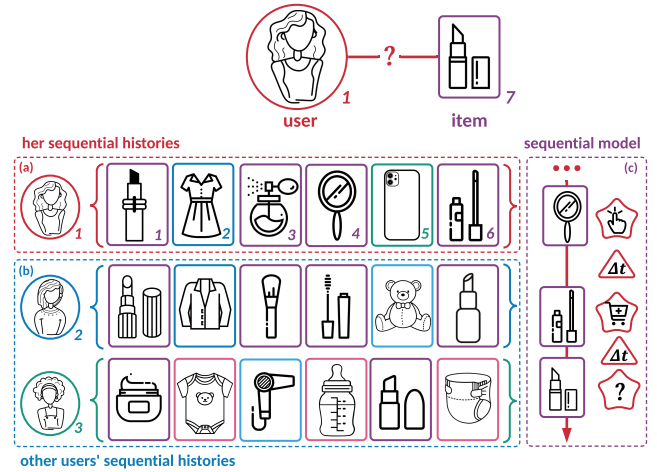 ?
1
7
user
item
her sequential histories
sequential model
(a)
(c)
1
1
2
3
4
5
6
(b)
2
Δt
Δt
?
3
other users' sequential histories